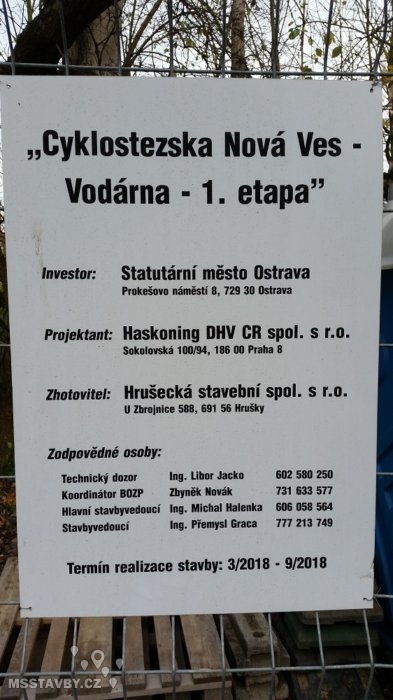 „Cyklostezska Nová Ves -
Vodárna - 1. etapa”
Investor: Statutární město Ostrava
Prokešovo náměstí 8, 729 30 Ostrava
Projektant: Haskoning DHV CR spol. s r.o.
Sokolovská 100/94, 186 00 Praha 8
Zhotovitel: Hrušecká stavební spol. s r.o.
U Zbrojnice 588, 691 56 Hrušky
Zodpovědné osoby:
Technický dozor Ing. Libor Jacko 602 580 250
Koordinátor BOZP Zbyněk Novák 731 633 577
Hlavní stavbyvedoucí Ing. Michal Halenka 606 058 564
Stavbyvedoucí Ing. Přemysl Graca 777 213 749
Termín realizace stavby: 3/2018 - 9/2018
MSSTAVBY.CZ